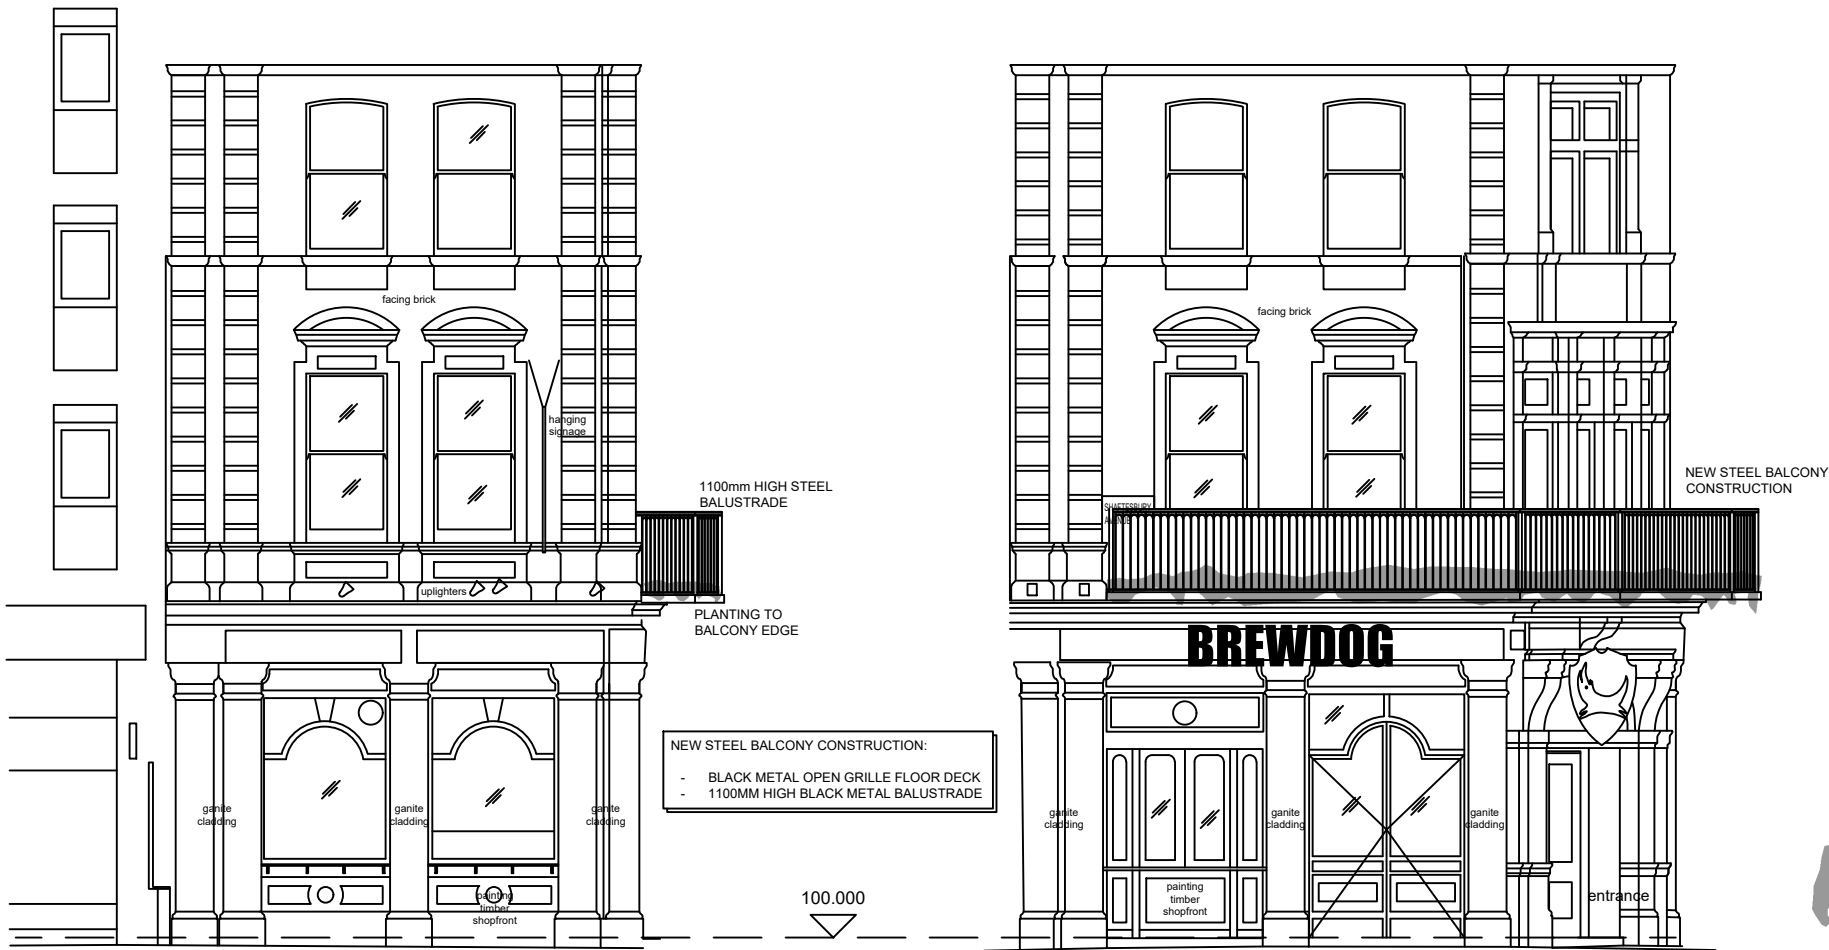 facing brick
hanging
signage
1100mm HIGH STEEL
BALUSTRADE
uplighters
PLANTING TO
BALCONY EDGE
ganite
cladding
ganite
cladding
ganite
cladding
painting
timber
shopfront
NEW STEEL BALCONY CONSTRUCTION:
- BLACK METAL OPEN GRILLE FLOOR DECK
- 1100MM HIGH BLACK METAL BALUSTRADE
100.000
facing brick
NEW STEEL BALCONY
CONSTRUCTION
SHAFTESBURY
AVENUE
BREWDOG
ganite
cladding
ganite
cladding
ganite
cladding
painting
timber
shopfront
entrance